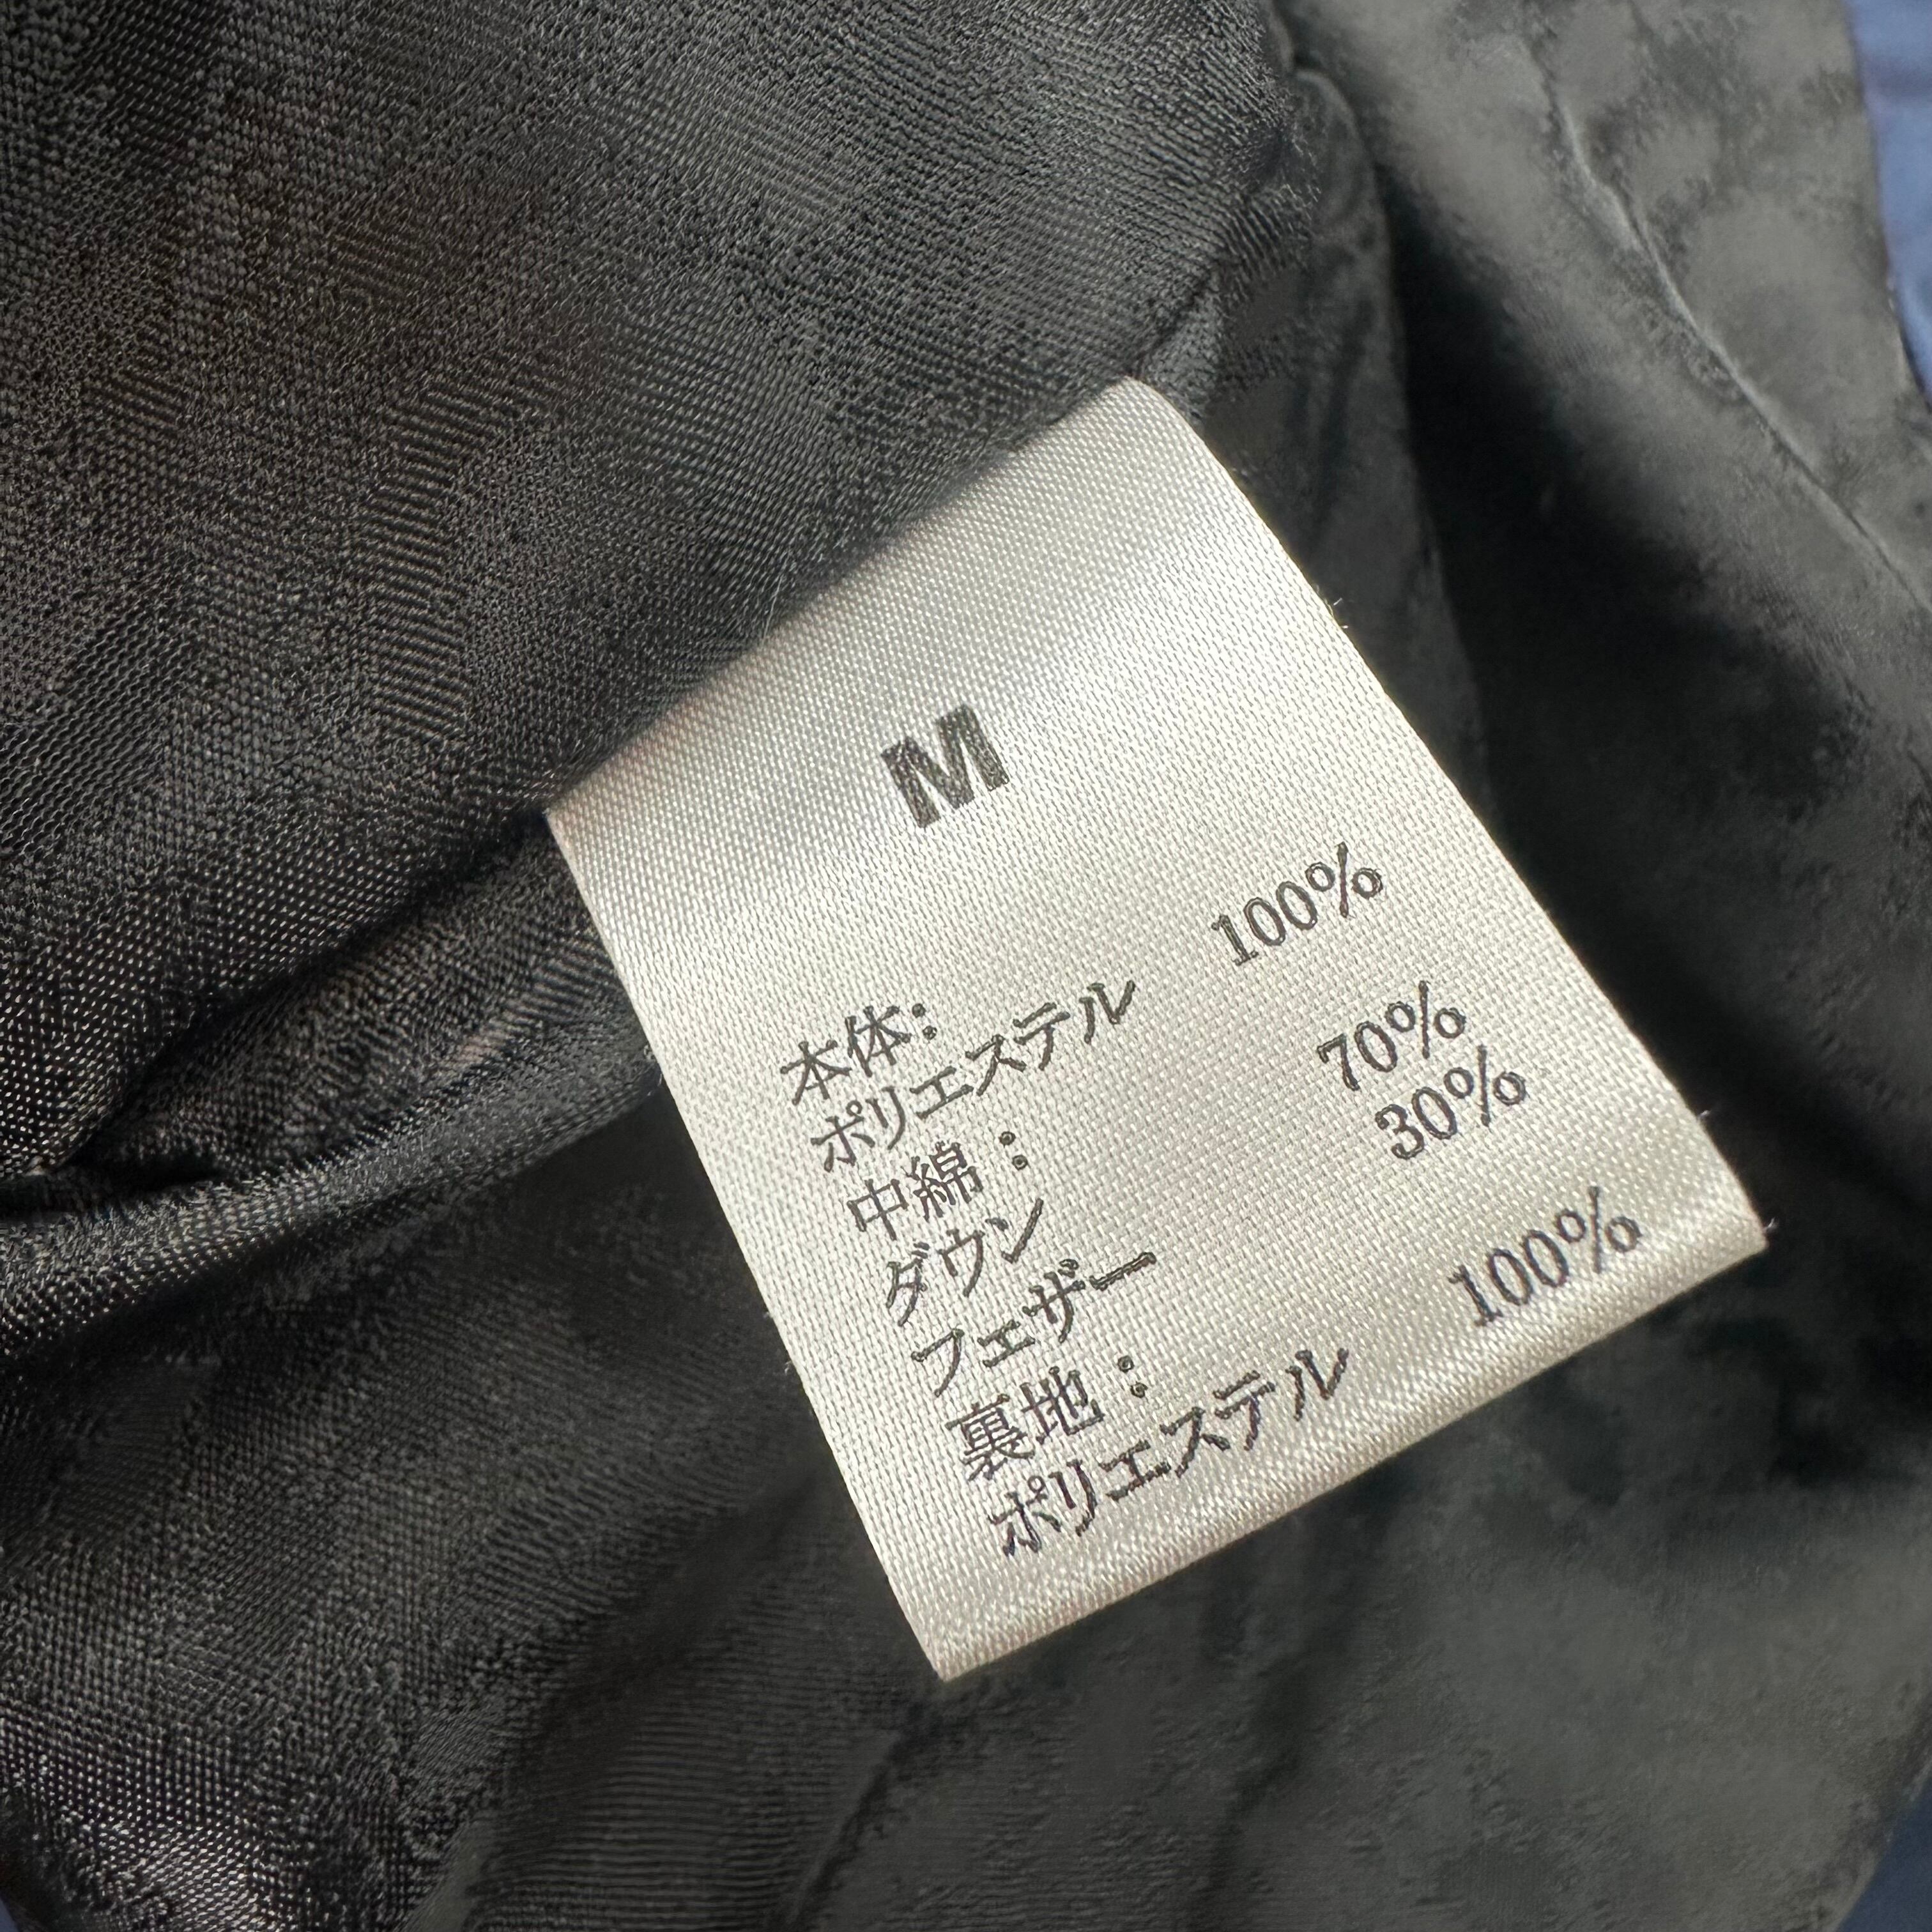 M
本体:
ポリエステル 100%
中綿：
ダウン 70%
フェザー 30%
裏地：
ポリエステル 100%